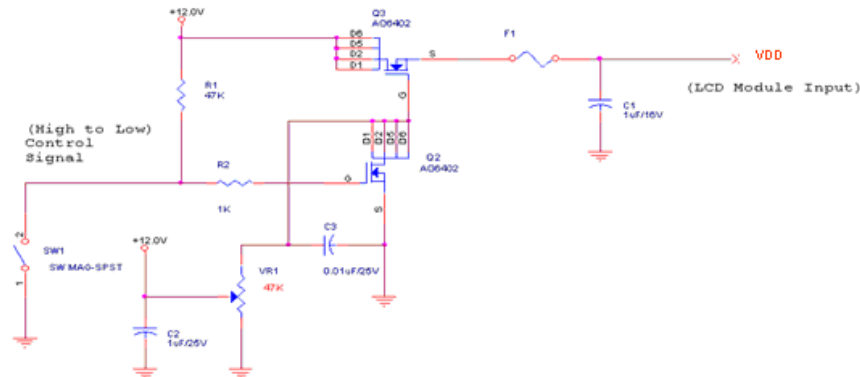 +12.0V
Q3
AO6402
D6
D5
D2
D1
S
G
F1
VDD
(LCD Module Input)
R1
47K
C1
1uF/16V
(High to Low)
Control
Signal
D1
D2
D5
D6
Q2
AO6402
R2
G
1K
S
2
SW1
SW MAG-SPST
1
+12.0V
C3
0.01uF/25V
VR1
47K
C2
1uF/25V